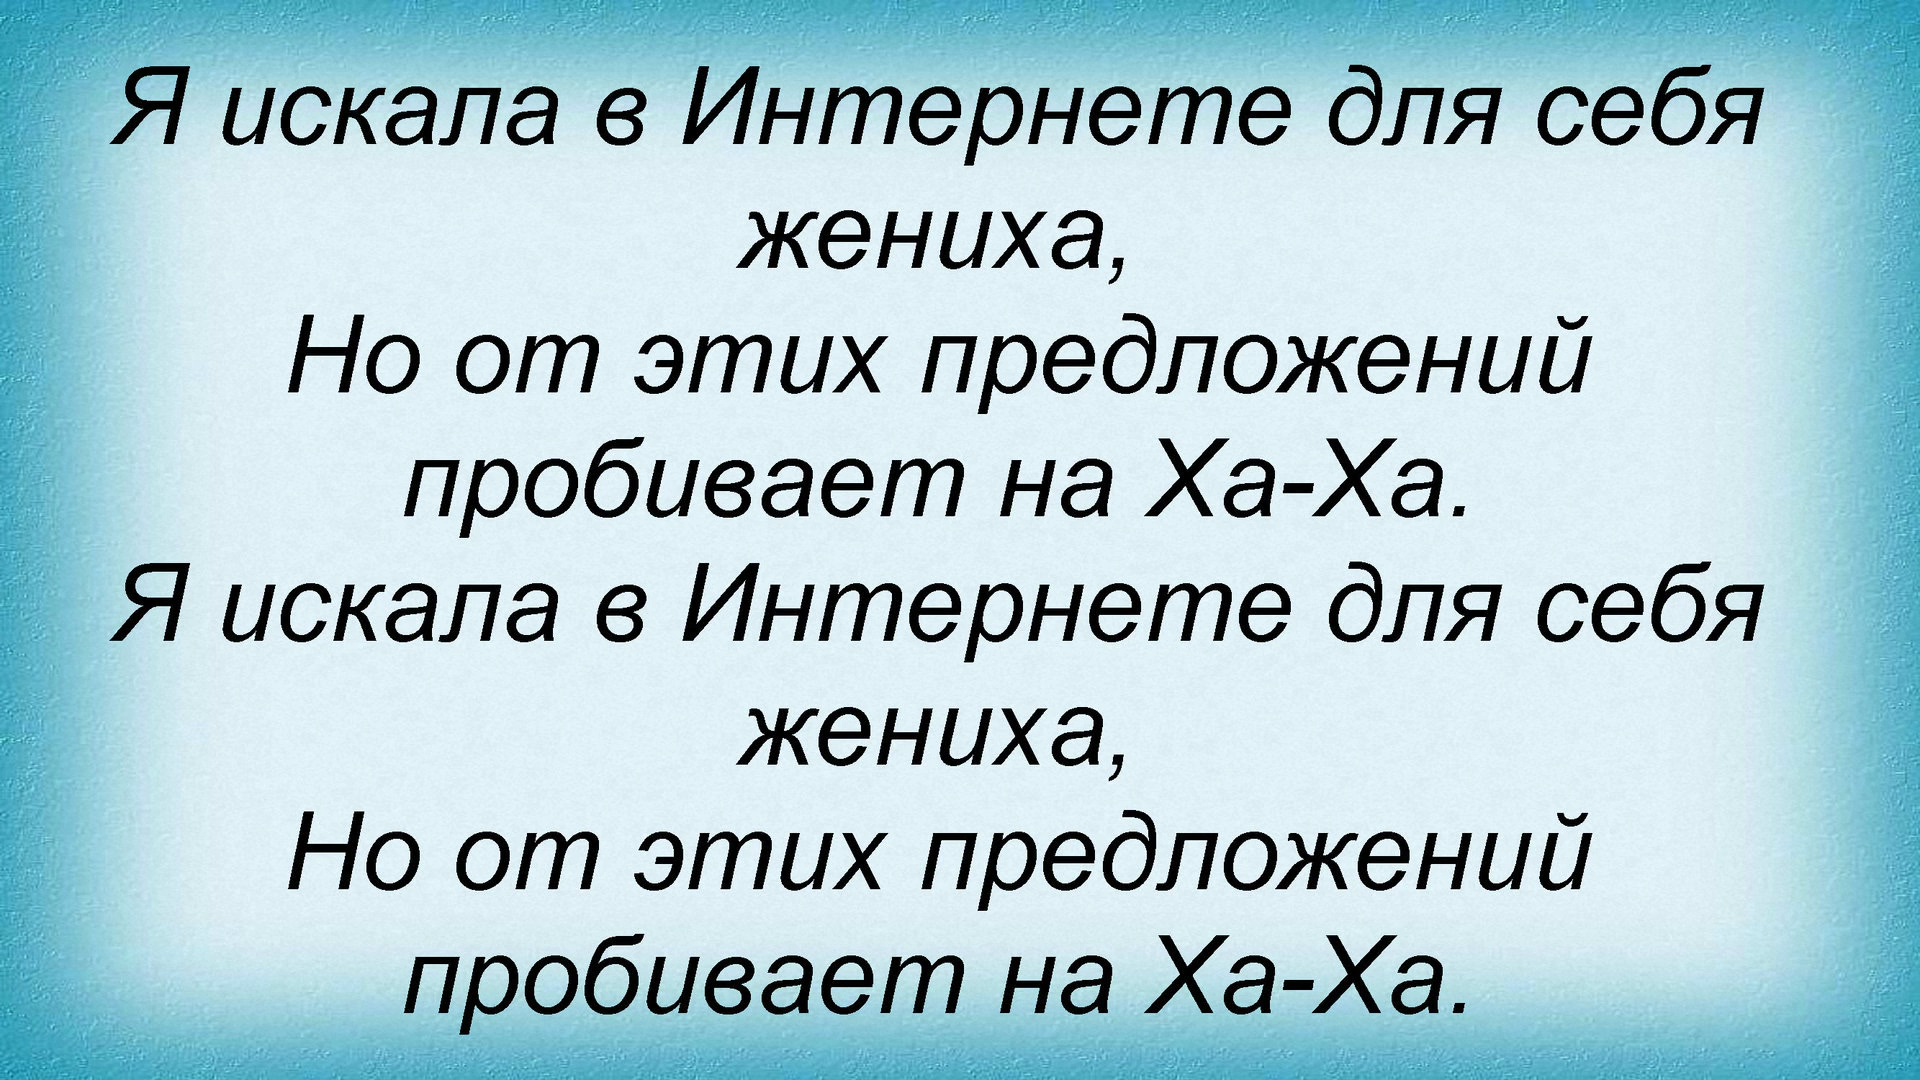 Я искала в Интернете для себя
жениха,
Но от этих предложений
пробивает на Ха-Ха.
Я искала в Интернете для себя
жениха,
Но от этих предложений
пробивает на Ха-Ха.